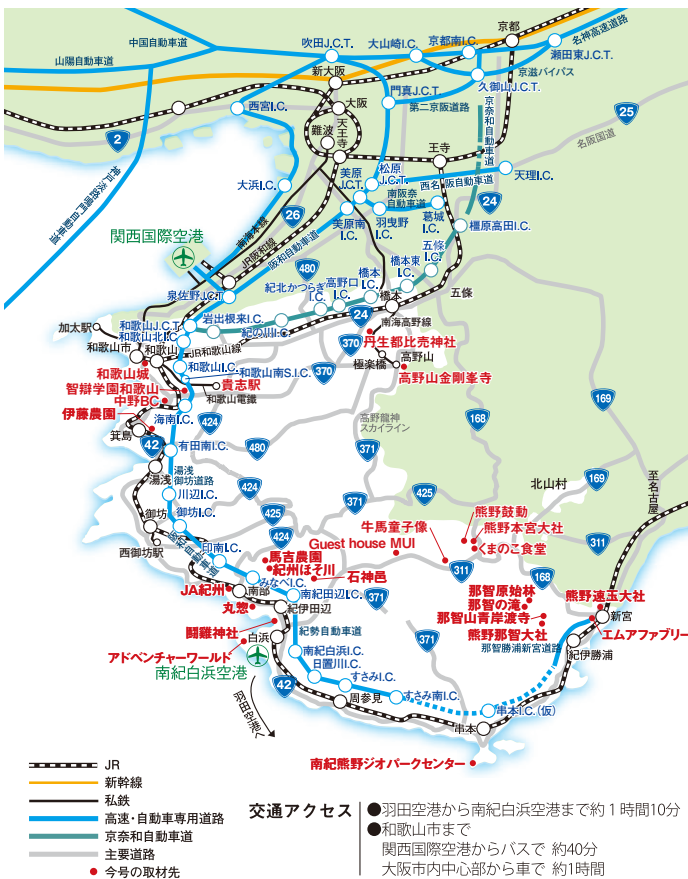 中国自動車道
山陽自動車道
吹田J.C.T.
大山崎I.C.
京都南I.C.
京都
名神高速道路
瀬田東J.C.T.
京滋バイパス
久御山J.C.T.
新大阪
門真J.C.T.
第二京阪道路
京奈和自動車道
西宮I.C.
大阪
天王寺
難波
2
25
名阪国道
神戸淡路鳴門自動車道
王寺
松原J.C.T.
美原J.C.T.
西名阪自動車道
天理I.C.
大浜I.C.
南阪奈自動車道
24
26
美原南I.C.
羽曳野I.C.
葛城I.C.
橿原高田I.C.
南海本線
JR阪和線
阪和自動車道
関西国際空港
480
五條I.C.
橋本東I.C.
橋本I.C.
高野口I.C.
紀北かつらぎI.C.
五條
橋本
泉佐野J.C.T.
岩出根来I.C.
紀の川I.C.
24
南海高野線
加太駅
和歌山J.C.T.
和歌山北I.C.
和歌山市
和歌山
JR和歌山線
370
丹生都比売神社
極楽橋
高野山
高野山金剛峯寺
和歌山城
和歌山I.C.
和歌山南S.I.C.
370
智辯学園和歌山
貴志駅
和歌山電鐵
中野BC
伊藤農園
海南I.C.
424
高野龍神スカイライン
168
169
箕島
42
有田南I.C.
480
371
湯浅
湯浅御坊道路
川辺I.C.
424
371
425
北山村
169
至名古屋
御坊
御坊I.C.
425
西御坊駅
阪和自動車道
424
牛馬童子像
熊野鼓動
熊野本宮大社
くまのこ食堂
Guest house MUI
311
印南I.C.
馬吉農園
紀州ほそ川
石神邑
311
168
みなべI.C.
JA紀州
南部
丸惣
南紀田辺I.C.
紀伊田辺
371
那智原始林
那智の滝
那智山青岸渡寺
熊野那智大社
熊野速玉大社
新宮
エムアファブリー
那智勝浦新宮道路
紀伊勝浦
闘雞神社
白浜
アドベンチャーワールド
南紀白浜空港
紀勢自動車道
南紀白浜I.C.
日置川I.C.
すさみI.C.
371
すさみ南I.C.
42
周参見
串本I.C.(仮)
串本
羽田空港へ
南紀熊野ジオパークセンター
JR
新幹線
私鉄
高速・自動車専用道路
京奈和自動車道
主要道路
今号の取材先
交通アクセス
●羽田空港から南紀白浜空港まで約1時間10分
●和歌山市まで
関西国際空港からバスで 約40分
大阪市内中心部から車で 約1時間